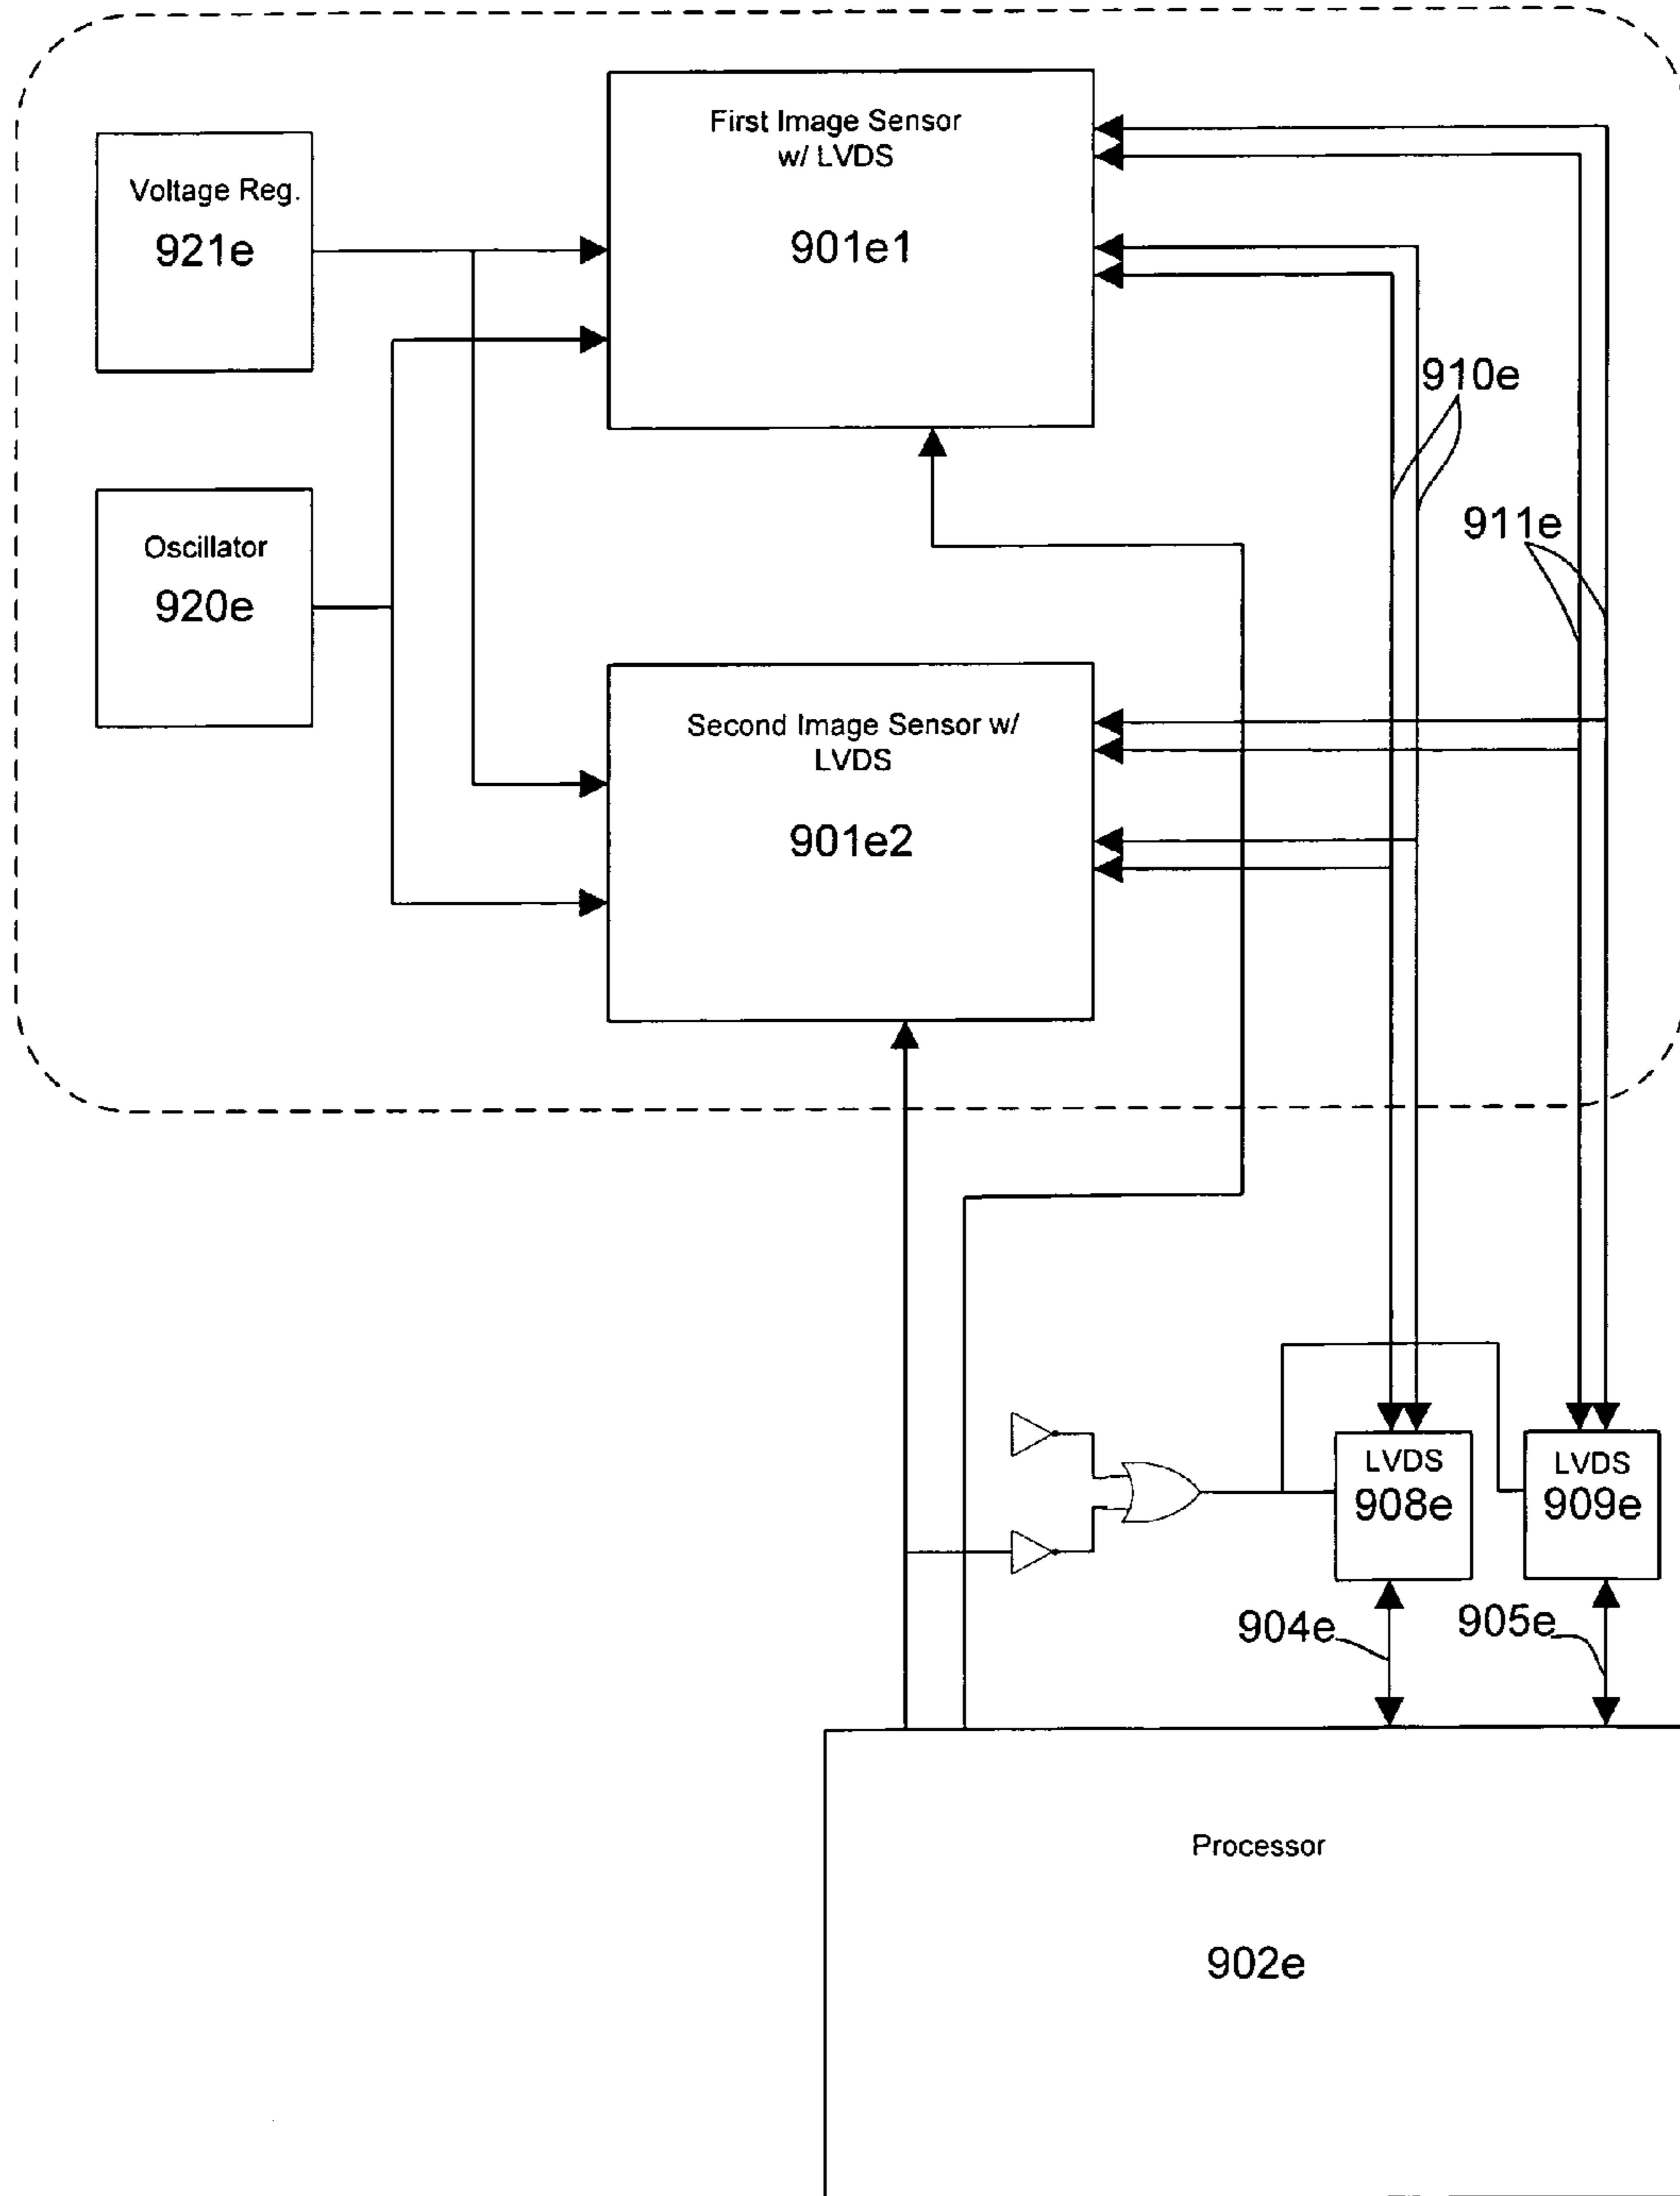 First Image Sensor
w/ LVDS
901e1
Voltage Reg.
921e
910e
911e
Oscillator
920e
Second Image Sensor w/
LVDS
901e2
LVDS
908e
LVDS
909e
904e
905e
Processor
902e